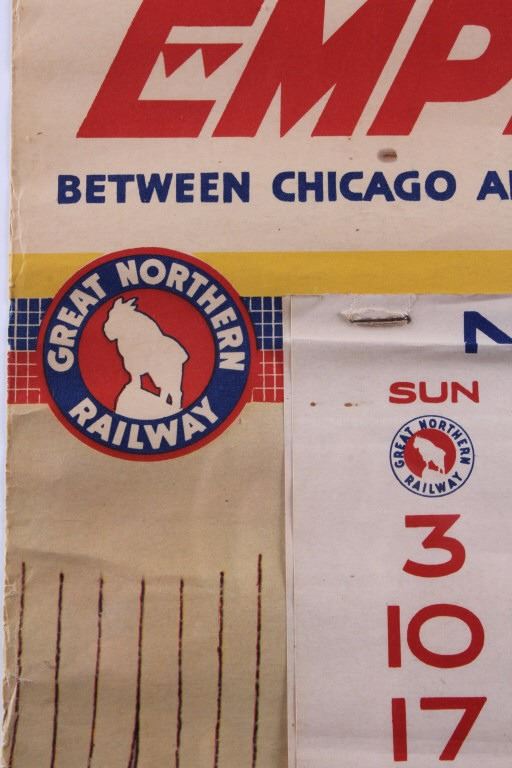 EMP
BETWEEN CHICAGO A
GREAT NORTHERN
RAILWAY
SUN
GREAT NORTHERN
RAILWAY
3
10
17